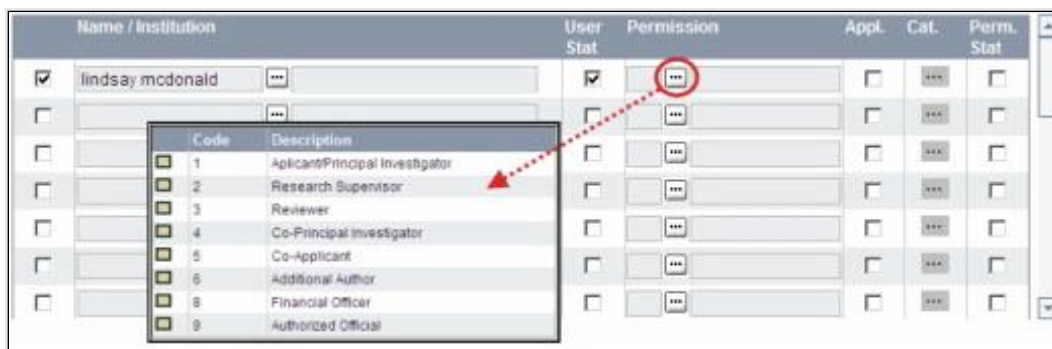 Name / Institution User Stat Permission Appl. Cat. Perm. Stat
lindsay mcdonald
Code Description
1 Aplicant/Principal Investigator
2 Research Supervisor
3 Reviewer
4 Co-Principal Investigator
5 Co-Applicant
6 Additional Author
8 Financial Officer
9 Authorized Official